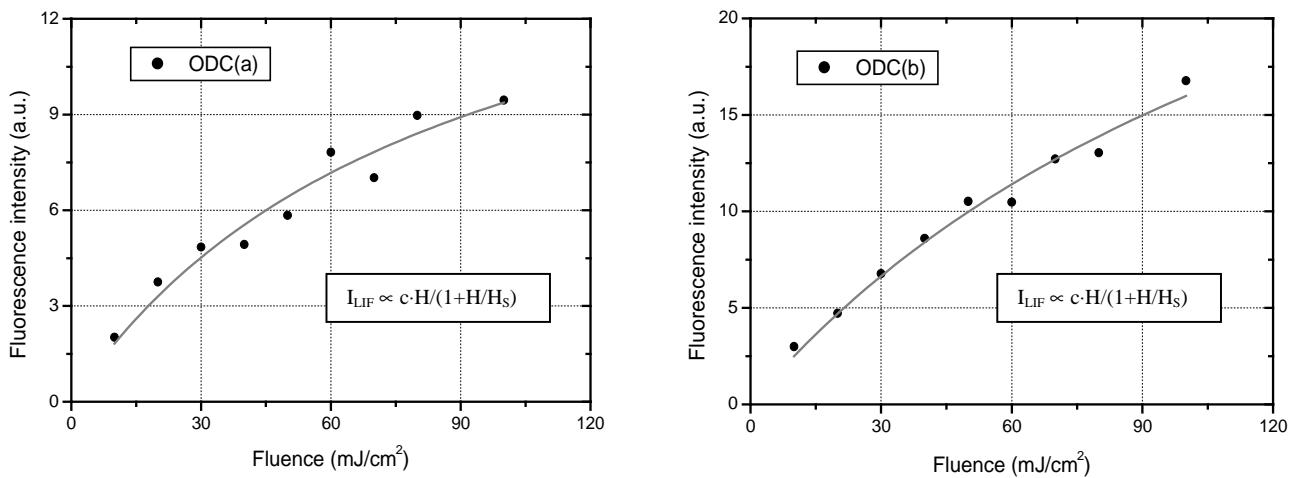 12
9
6
3
0
0
30
60
90
120
Fluorescence intensity (a.u.)
Fluence (mJ/cm²)
ODC(a)
I_LIF ∝ c·H/(1+H/H_S)
20
15
10
5
0
0
30
60
90
120
Fluorescence intensity (a.u.)
Fluence (mJ/cm²)
ODC(b)
I_LIF ∝ c·H/(1+H/H_S)